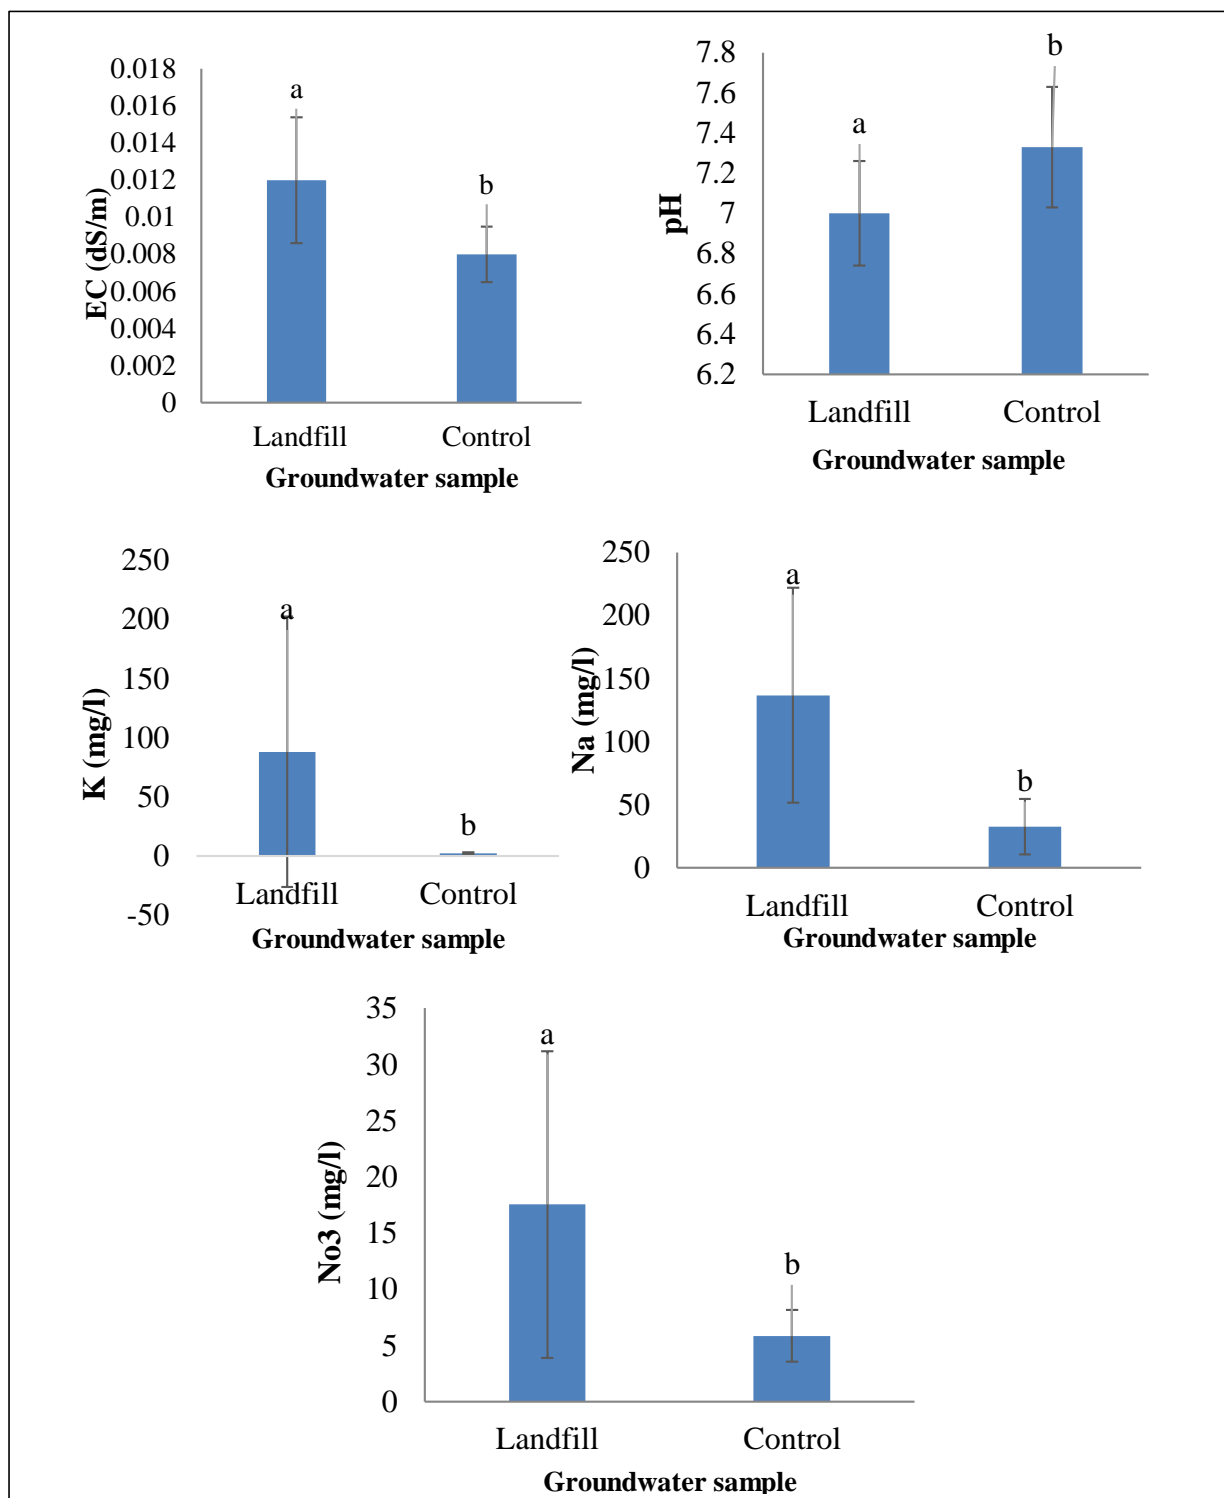 EC (dS/m)
0.018
0.016
0.014
0.012
0.01
0.008
0.006
0.004
0.002
0
a
b
Landfill
Control
Groundwater sample
pH
7.8
7.6
7.4
7.2
7
6.8
6.6
6.4
6.2
a
b
Landfill
Control
Groundwater sample
K (mg/l)
250
200
150
100
50
0
-50
a
b
Landfill
Control
Groundwater sample
Na (mg/l)
250
200
150
100
50
0
a
b
Landfill
Control
Groundwater sample
No3 (mg/l)
35
30
25
20
15
10
5
0
a
b
Landfill
Control
Groundwater sample